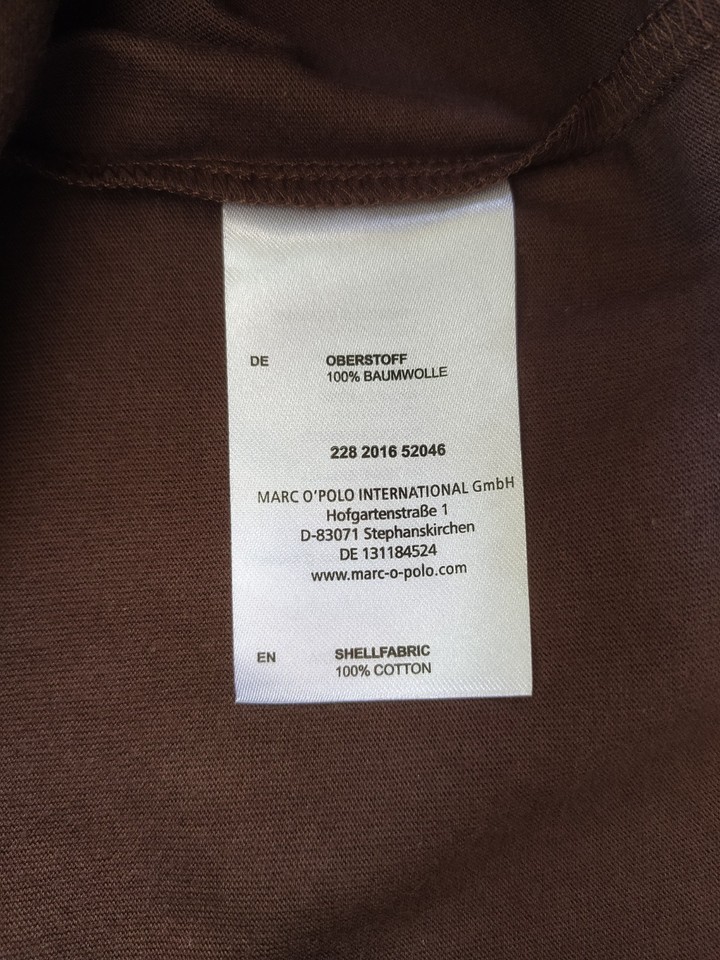 DE OBERSTOFF
100% BAUMWOLLE
228 2016 52046
MARC O'POLO INTERNATIONAL GmbH
Hofgartenstraße 1
D-83071 Stephanskirchen
DE 131184524
www.marc-o-polo.com
EN SHELLFABRIC
100% COTTON